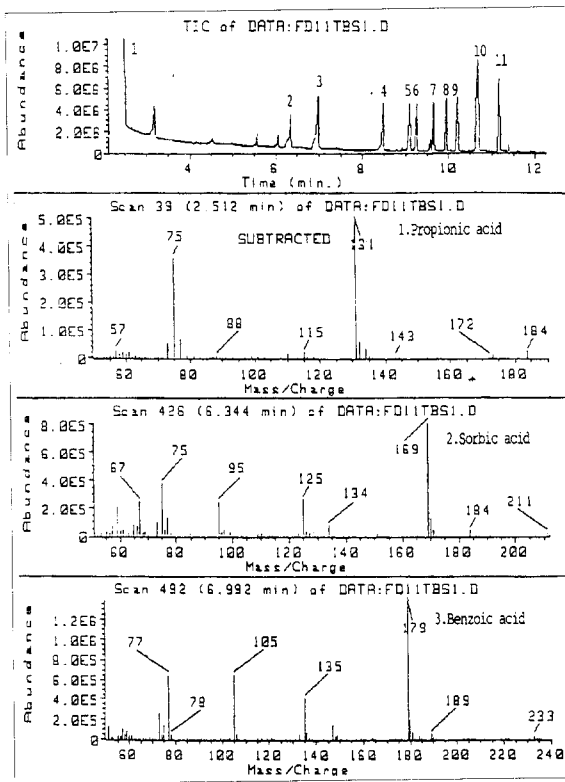 TIC of DATA:FD11TBS1.D
Abundance
1.0E7
8.0E6
6.0E6
4.0E6
2.0E6
0
1 2 3 4 5 6 7 8 9 10 11
4 6 8 10 12
Time (min.)
Scan 39 (2.512 min) of DATA:FD11TBS1.D
Abundance
5.0E5
4.0E5
3.0E5
2.0E5
1.0E5
0
SUBTRACTED
1.Propionic acid
57 75 88 115 131 143 172 184
60 80 100 120 140 160 180
Mass/Charge
Scan 426 (6.344 min) of DATA:FD11TBS1.D
Abundance
8.0E5
6.0E5
4.0E5
2.0E5
0
2.Sorbic acid
67 75 95 125 134 169 184 211
60 80 100 120 140 160 180 200
Mass/Charge
Scan 492 (6.992 min) of DATA:FD11TBS1.D
Abundance
1.2E6
1.0E6
8.0E5
6.0E5
4.0E5
2.0E5
0
3.Benzoic acid
77 78 105 135 179 189 233
60 80 100 120 140 160 180 200 220 240
Mass/Charge